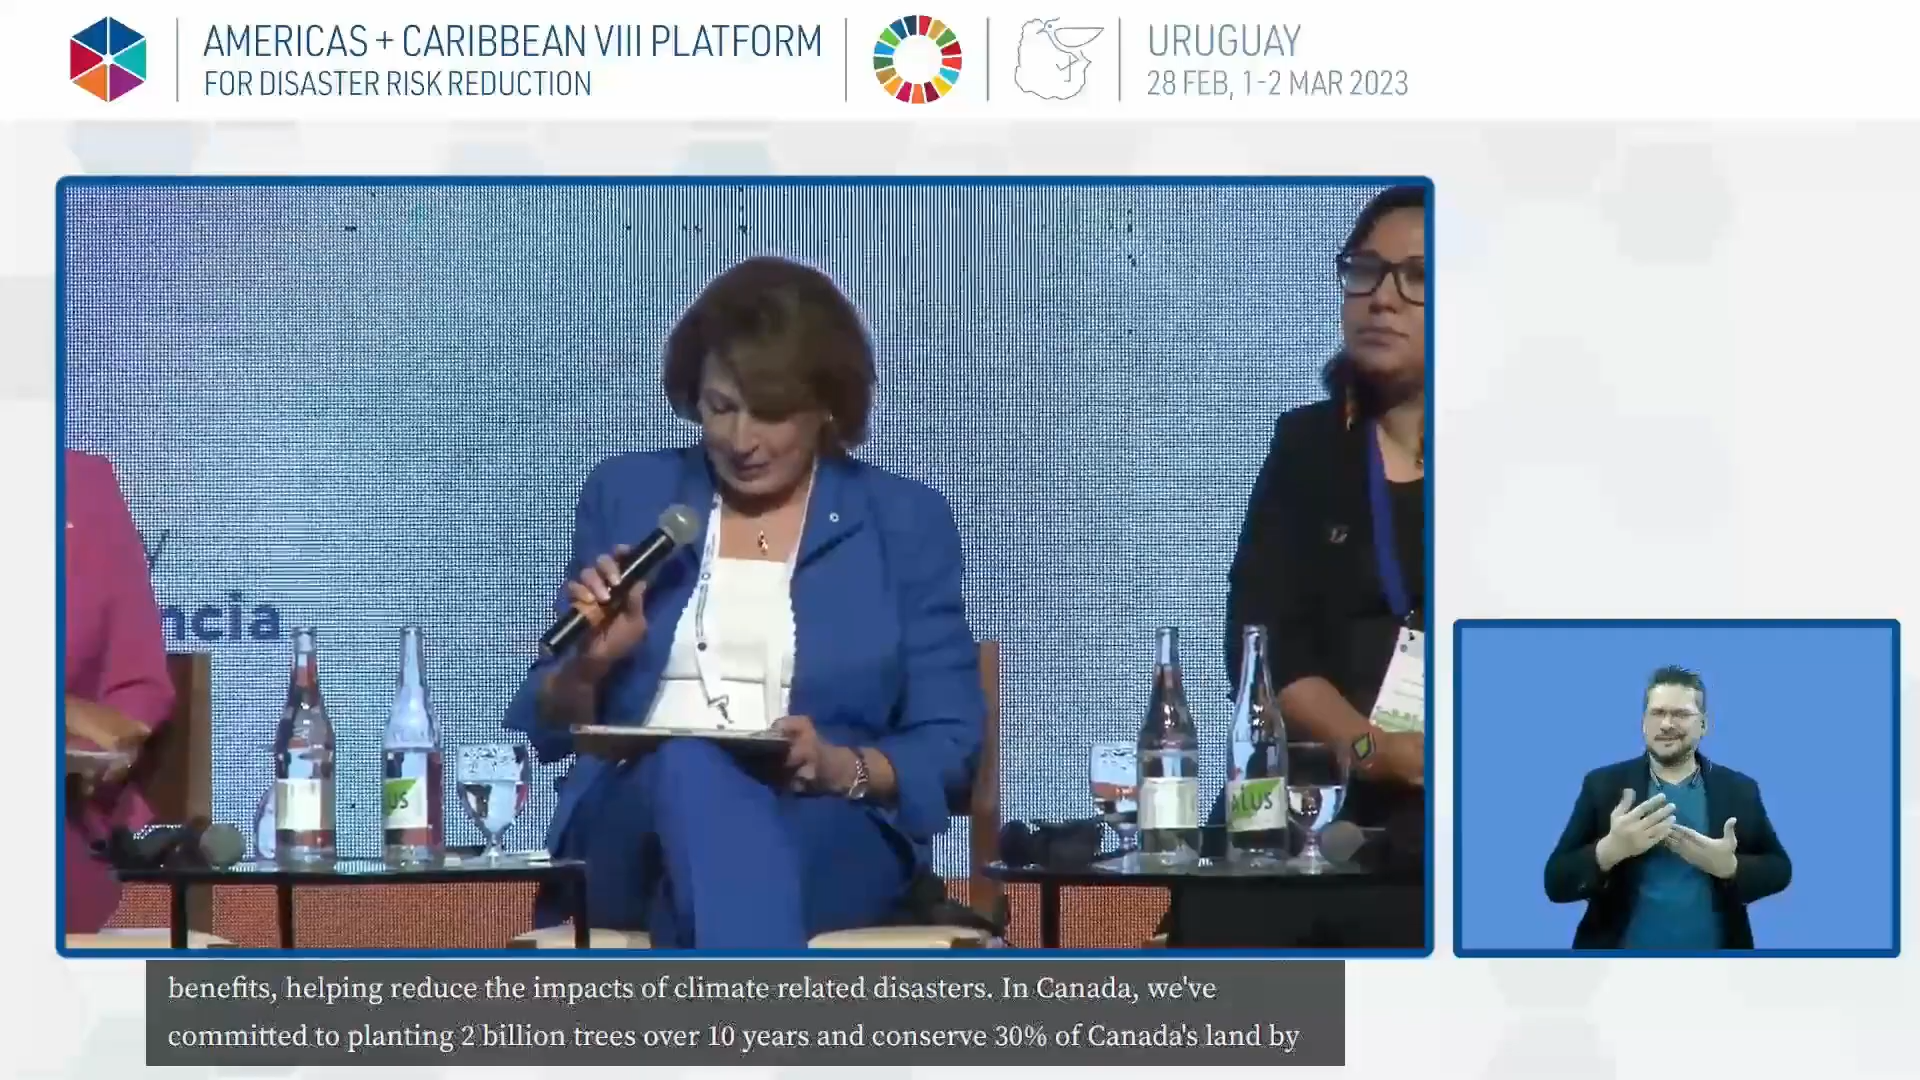 AMERICAS + CARIBBEAN VIII PLATFORM
FOR DISASTER RISK REDUCTION
URUGUAY
28 FEB, 1-2 MAR 2023
ncia
benefits, helping reduce the impacts of climate related disasters. In Canada, we've
committed to planting 2 billion trees over 10 years and conserve 30% of Canada's land by